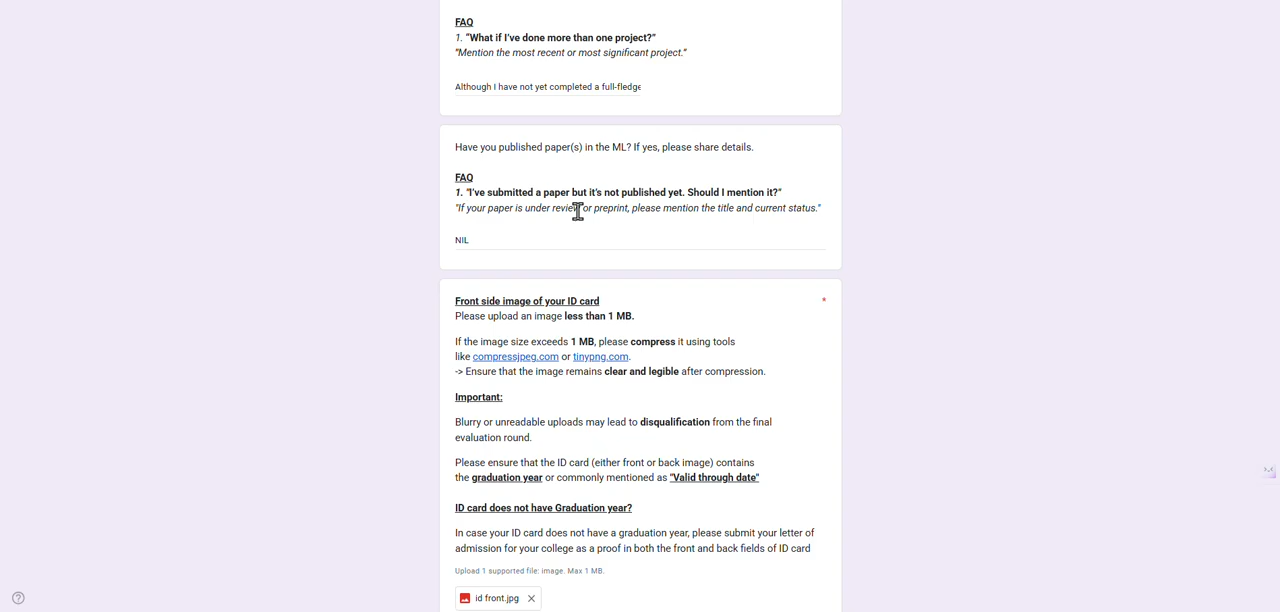 FAQ
1. “What if I’ve done more than one project?”
“Mention the most recent or most significant project.”
Although I have not yet completed a full-fledge
Have you published paper(s) in the ML? If yes, please share details.
FAQ
1. “I’ve submitted a paper but it’s not published yet. Should I mention it?”
"If your paper is under review or preprint, please mention the title and current status."
NIL
Front side image of your ID card *
Please upload an image less than 1 MB.
If the image size exceeds 1 MB, please compress it using tools
like compressjpeg.com or tinypng.com.
-> Ensure that the image remains clear and legible after compression.
Important:
Blurry or unreadable uploads may lead to disqualification from the final
evaluation round.
Please ensure that the ID card (either front or back image) contains
the graduation year or commonly mentioned as "Valid through date"
ID card does not have Graduation year?
In case your ID card does not have a graduation year, please submit your letter of
admission for your college as a proof in both the front and back fields of ID card
Upload 1 supported file: image. Max 1 MB.
id front.jpg